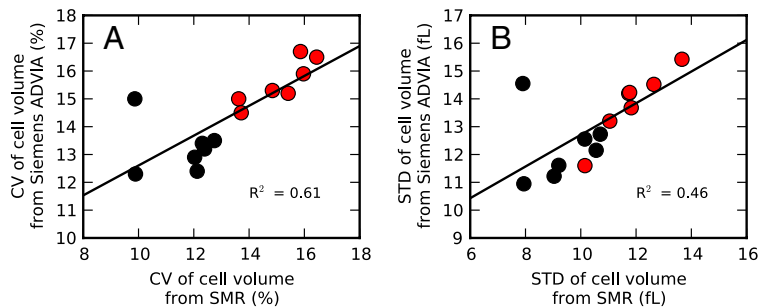 A
B
CV of cell volume
from Siemens ADVIA (%)
17
16
15
14
13
12
11
10
8
10
12
14
16
18
R² = 0.61
CV of cell volume
from SMR (%)
STD of cell volume
from Siemens ADVIA (fL)
17
16
15
14
13
12
11
10
9
6
8
10
12
14
16
R² = 0.46
STD of cell volume
from SMR (fL)